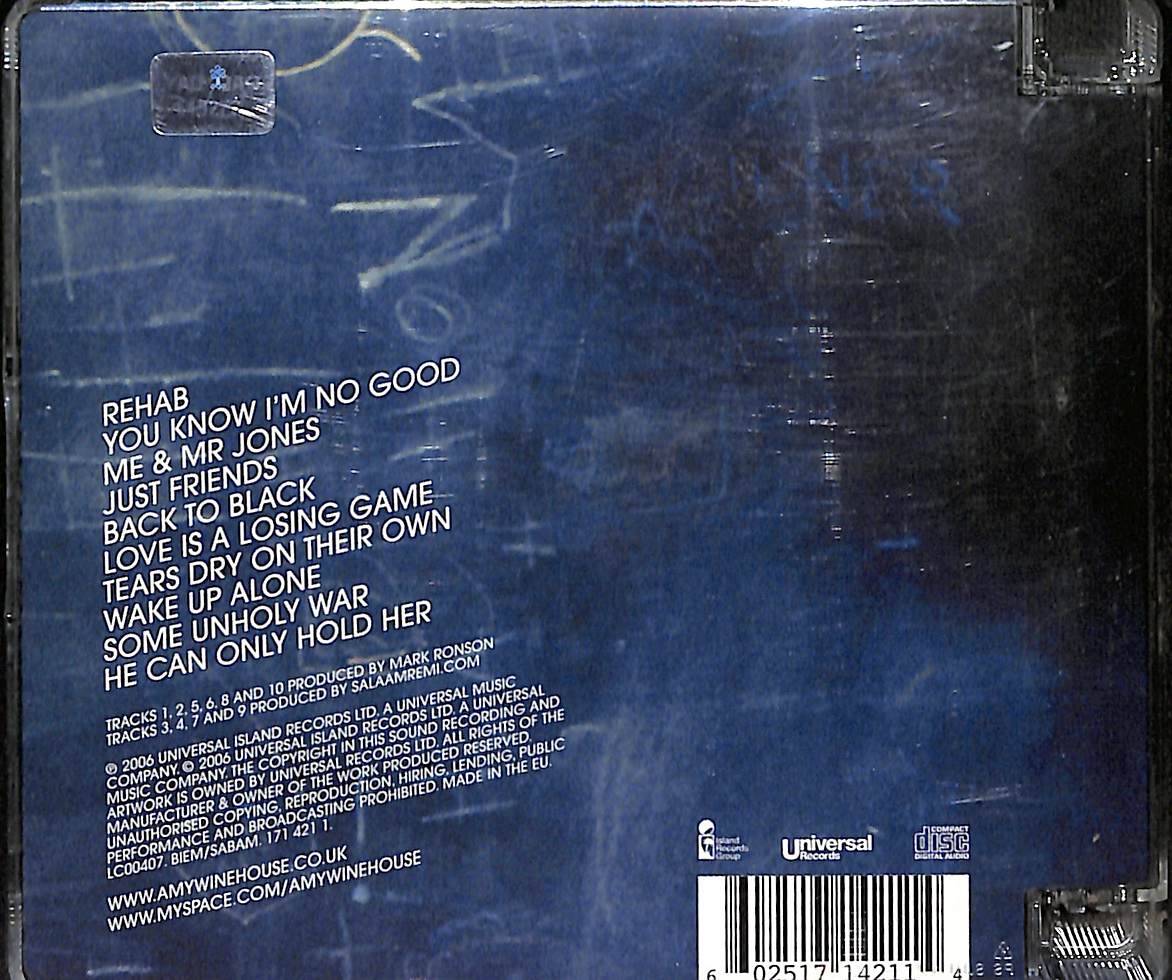 REHAB
YOU KNOW I'M NO GOOD
ME & MR JONES
JUST FRIENDS
BACK TO BLACK
LOVE IS A LOSING GAME
TEARS DRY ON THEIR OWN
WAKE UP ALONE
SOME UNHOLY WAR
HE CAN ONLY HOLD HER
TRACKS 1, 2, 5, 6, 8 AND 10 PRODUCED BY MARK RONSON
TRACKS 3, 4, 7 AND 9 PRODUCED BY SALAAMREMI.COM
℗ 2006 UNIVERSAL ISLAND RECORDS LTD. A UNIVERSAL MUSIC
COMPANY. © 2006 UNIVERSAL ISLAND RECORDS LTD. A UNIVERSAL
MUSIC COMPANY. THE COPYRIGHT IN THIS SOUND RECORDING AND
ARTWORK IS OWNED BY UNIVERSAL RECORDS LTD. ALL RIGHTS OF THE
MANUFACTURER & OWNER OF THE WORK PRODUCED RESERVED.
UNAUTHORISED COPYING, REPRODUCTION, HIRING, LENDING, PUBLIC
PERFORMANCE AND BROADCASTING PROHIBITED. MADE IN THE EU.
LC00407. BIEM/SABAM. 171 421 1.
WWW.AMYWINEHOUSE.CO.UK
WWW.MYSPACE.COM/AMYWINEHOUSE
Island
Records
Group
Universal
Records
COMPACT
disc
DIGITAL AUDIO
6 02517 14211 4